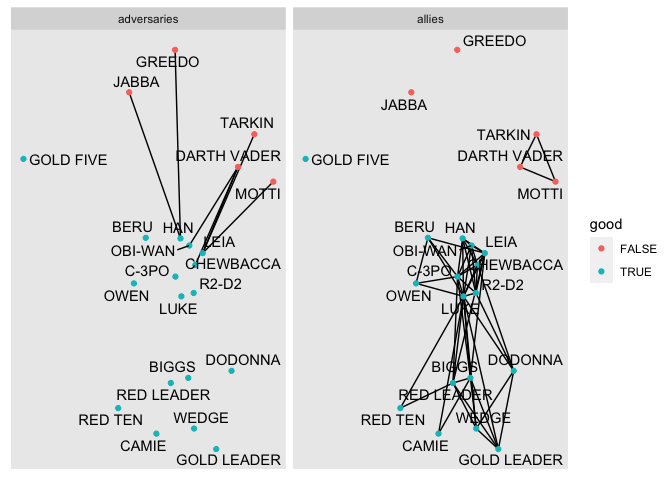 adversaries
GREEDO
JABBA
TARKIN
DARTH VADER
GOLD FIVE
MOTTI
BERU
HAN
OBI-WAN
LEIA
C-3PO
CHEWBACCA
OWEN
R2-D2
LUKE
BIGGS
DODONNA
RED LEADER
RED TEN
WEDGE
CAMIE
GOLD LEADER
allies
GREEDO
JABBA
TARKIN
DARTH VADER
GOLD FIVE
MOTTI
BERU
HAN
OBI-WAN
LEIA
C-3PO
CHEWBACCA
OWEN
R2-D2
LUKE
BIGGS
DODONNA
RED LEADER
RED TEN
WEDGE
CAMIE
GOLD LEADER
good
FALSE
TRUE